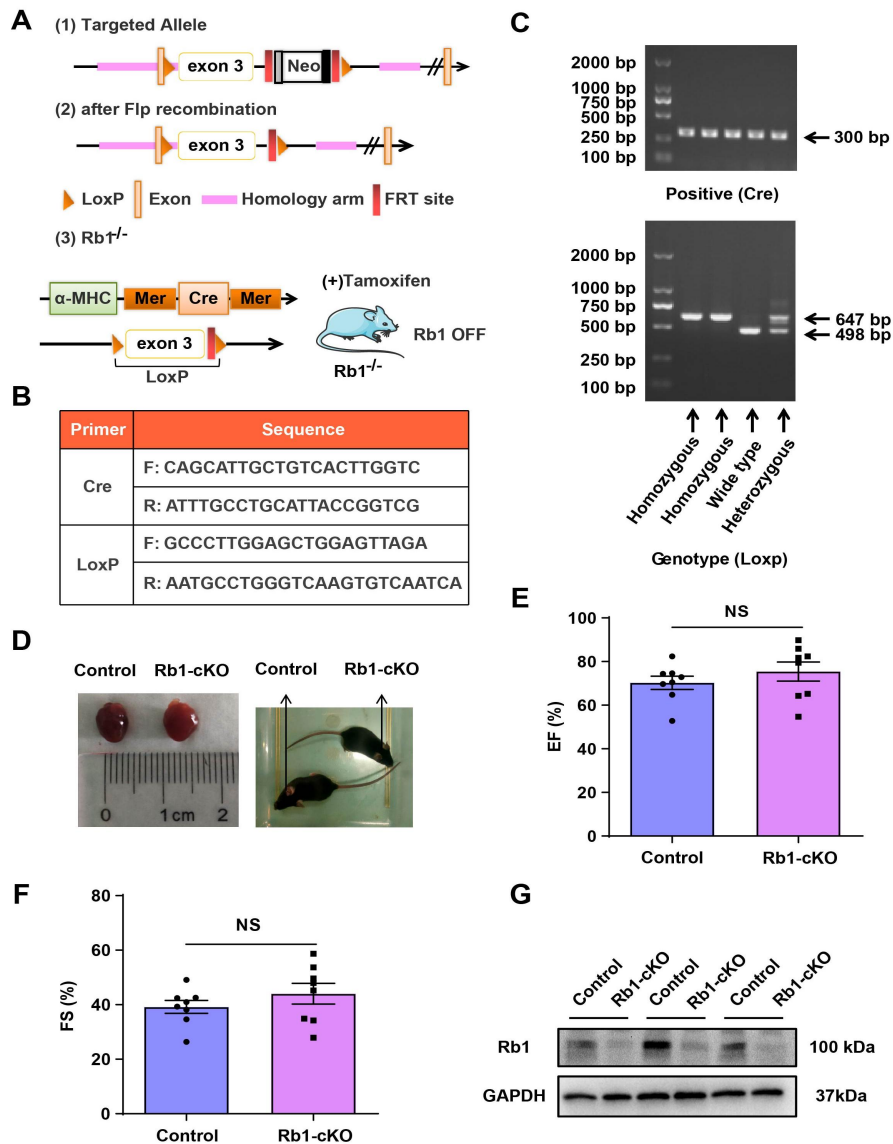 A
(1) Targeted Allele
exon 3
Neo
(2) after Flp recombination
exon 3
LoxP
Exon
Homology arm
FRT site
(3) Rb1-/-
α-MHC
Mer
Cre
Mer
(+)Tamoxifen
exon 3
Rb1 OFF
LoxP
Rb1-/-
B
Primer
Sequence
Cre
F: CAGCATTGCTGTCACTTGGTC
R: ATTTGCCTGCATTACCGGTCG
LoxP
F: GCCCTTGGAGCTGGAGTTAGA
R: AATGCCTGGGTCAAGTGTCAATCA
C
2000 bp
1000 bp
750 bp
500 bp
250 bp
100 bp
300 bp
Positive (Cre)
2000 bp
1000 bp
750 bp
500 bp
250 bp
100 bp
647 bp
498 bp
Homozygous
Homozygous
Wide type
Heterozygous
Genotype (Loxp)
D
Control
Rb1-cKO
0
1 cm
2
Control
Rb1-cKO
E
EF (%)
100
80
60
40
20
0
NS
Control
Rb1-cKO
F
FS (%)
80
60
40
20
0
NS
Control
Rb1-cKO
G
Control
Rb1-cKO
Control
Rb1-cKO
Control
Rb1-cKO
Rb1
100 kDa
GAPDH
37kDa